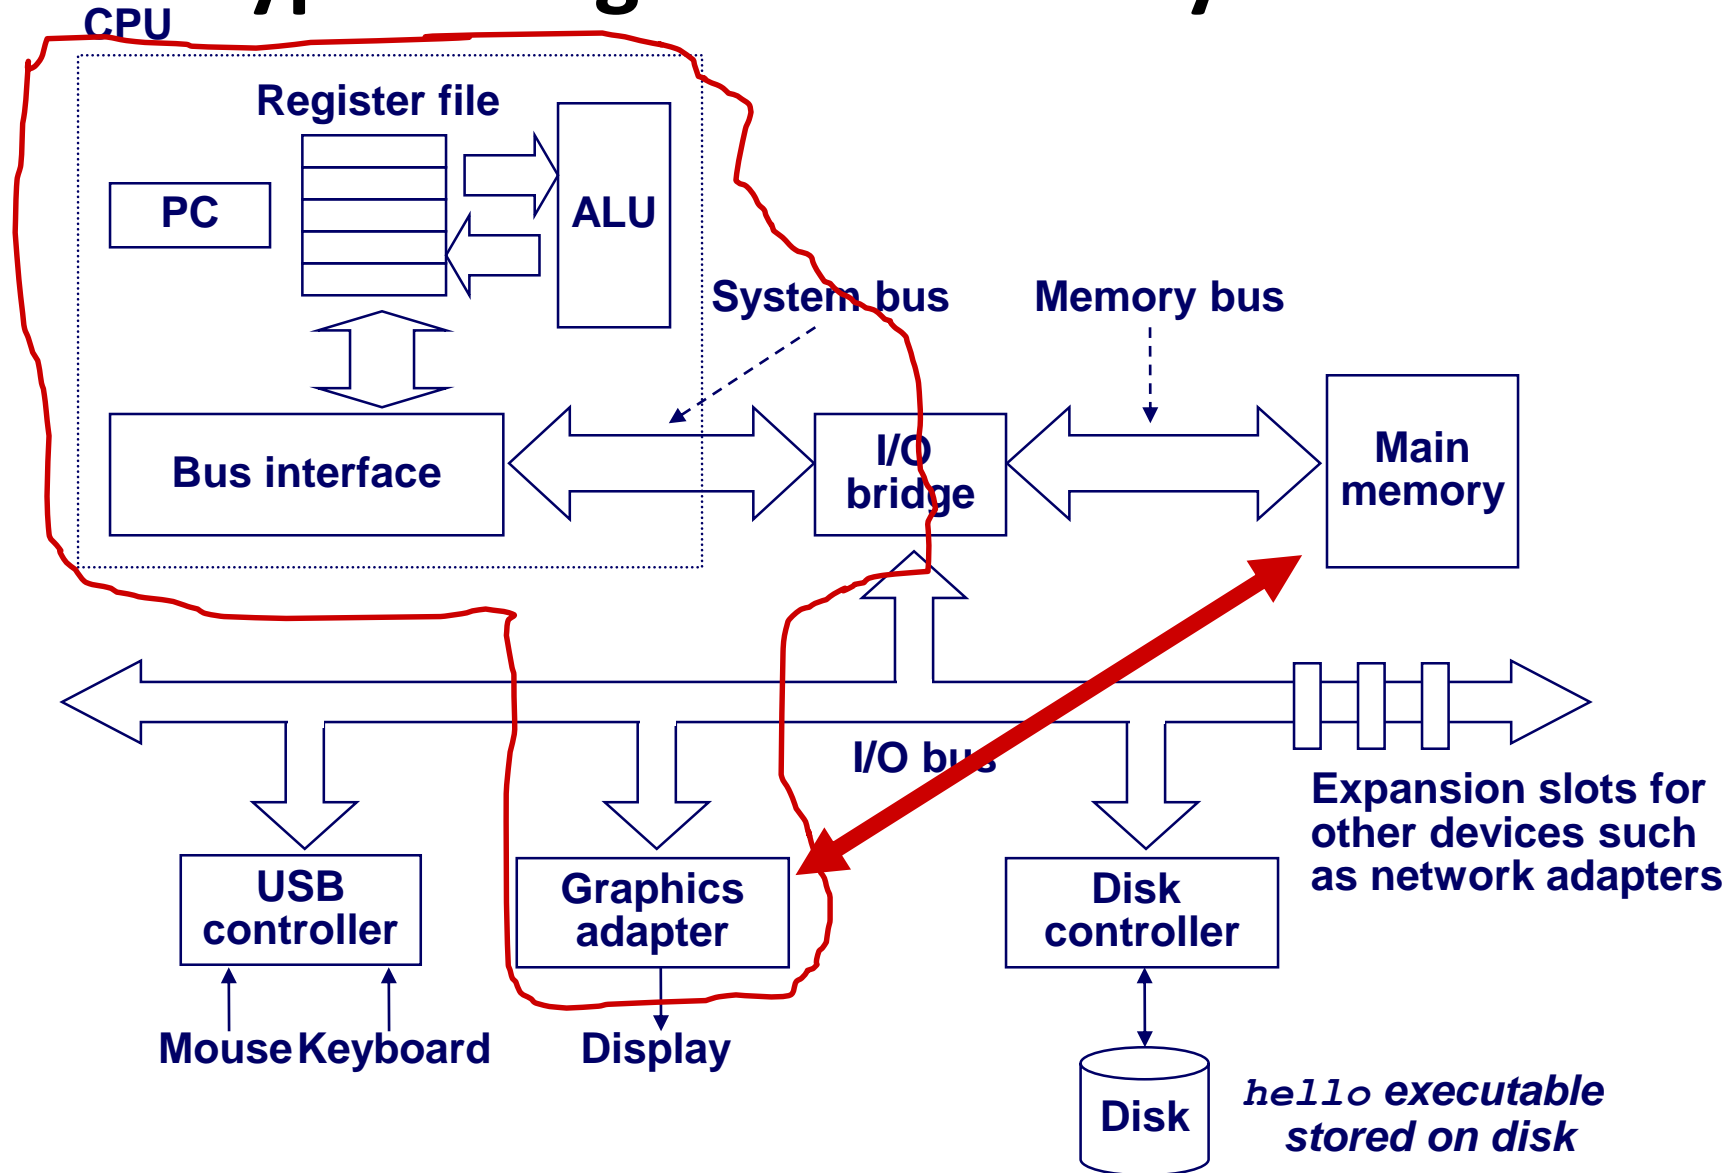 CPU
Register file
PC
ALU
System bus
Memory bus
Bus interface
I/O
bridge
Main
memory
I/O bus
Expansion slots for
other devices such
as network adapters
USB
controller
Graphics
adapter
Disk
controller
Mouse
Keyboard
Display
Disk
hello executable
stored on disk